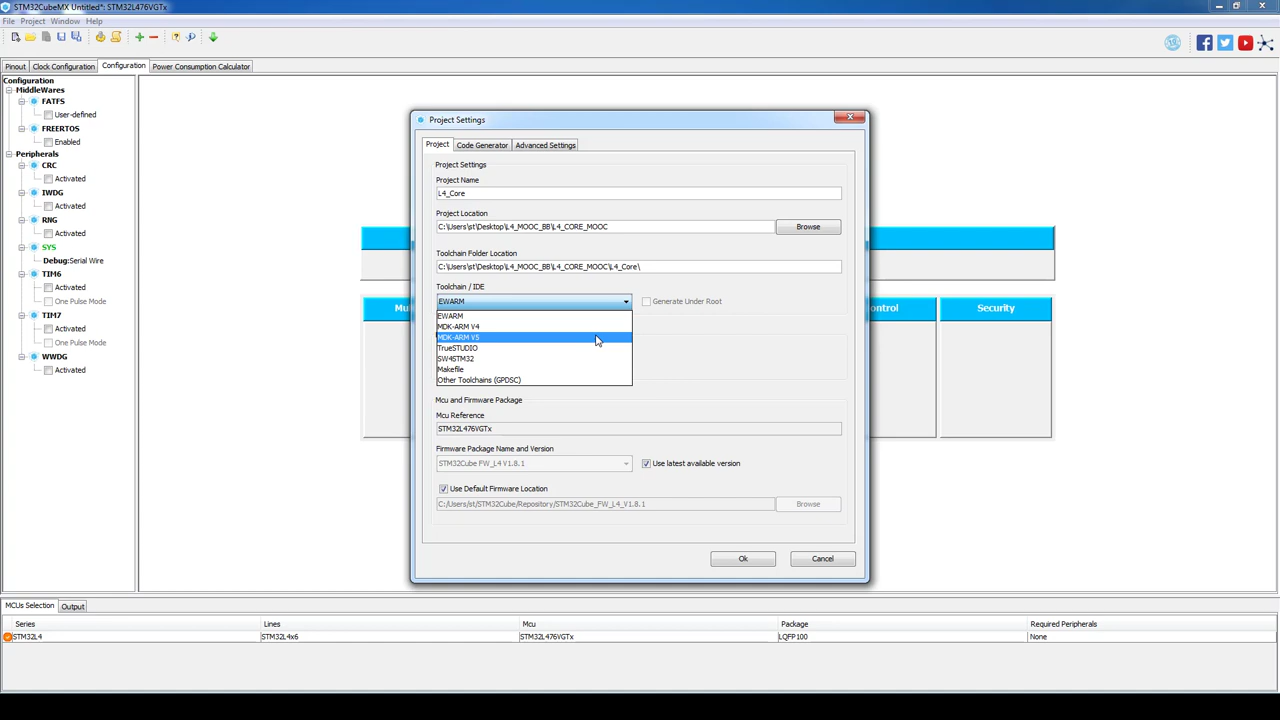 STM32CubeMX Untitled*: STM32L476VGTx
File Project Window Help
Pinout Clock Configuration Configuration Power Consumption Calculator
Configuration
MiddleWares
FATFS
User-defined
FREERTOS
Enabled
Peripherals
CRC
Activated
IWDG
Activated
RNG
Activated
SYS
Debug:Serial Wire
TIM6
Activated
One Pulse Mode
TIM7
Activated
One Pulse Mode
WWDG
Activated
Security
Project Settings
Project Code Generator Advanced Settings
Project Settings
Project Name
L4_Core
Project Location
C:\Users\st\Desktop\L4_MOOC_BB\L4_CORE_MOOC
Browse
Toolchain Folder Location
C:\Users\st\Desktop\L4_MOOC_BB\L4_CORE_MOOC\L4_Core\
Toolchain / IDE
EWARM
Generate Under Root
EWARM
MDK-ARM V4
MDK-ARM V5
TrueSTUDIO
SW4STM32
Makefile
Other Toolchains (GPDSC)
Mcu and Firmware Package
Mcu Reference
STM32L476VGTx
Firmware Package Name and Version
STM32Cube FW_L4 V1.8.1
Use latest available version
Use Default Firmware Location
C:/Users/st/STM32Cube/Repository/STM32Cube_FW_L4_V1.8.1
Browse
Ok Cancel
MCUs Selection Output
Series Lines Mcu Package Required Peripherals
STM32L4 STM32L4x6 STM32L476VGTx LQFP100 None